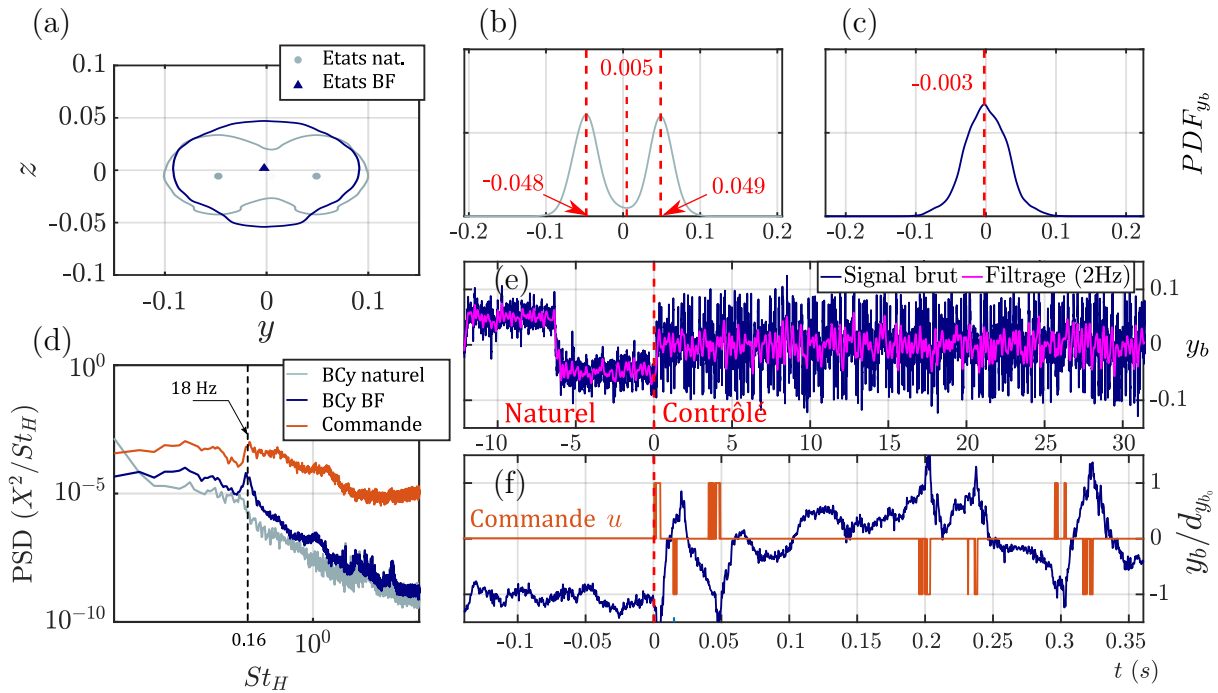 (a)
Etats nat.
Etats BF
0.1
0.05
0
-0.05
-0.1
z
-0.1
0
0.1
y
(b)
0.005
-0.048
0.049
-0.2
-0.1
0
0.1
0.2
(c)
-0.003
-0.2
-0.1
0
0.1
0.2
PDF_{y_b}
(d)
BCy naturel
BCy BF
Commande
18 Hz
10^0
10^{-5}
10^{-10}
PSD (X^2/St_H)
0.16
10^0
St_H
(e)
Signal brut
Filtrage (2Hz)
Naturel
Contrôlé
0.1
0
-0.1
y_b
-10
-5
0
5
10
15
20
25
30
(f)
Commande u
1
0
-1
y_b/d_{y_{b_0}}
-0.1
-0.05
0
0.05
0.1
0.15
0.2
0.25
0.3
0.35
t (s)